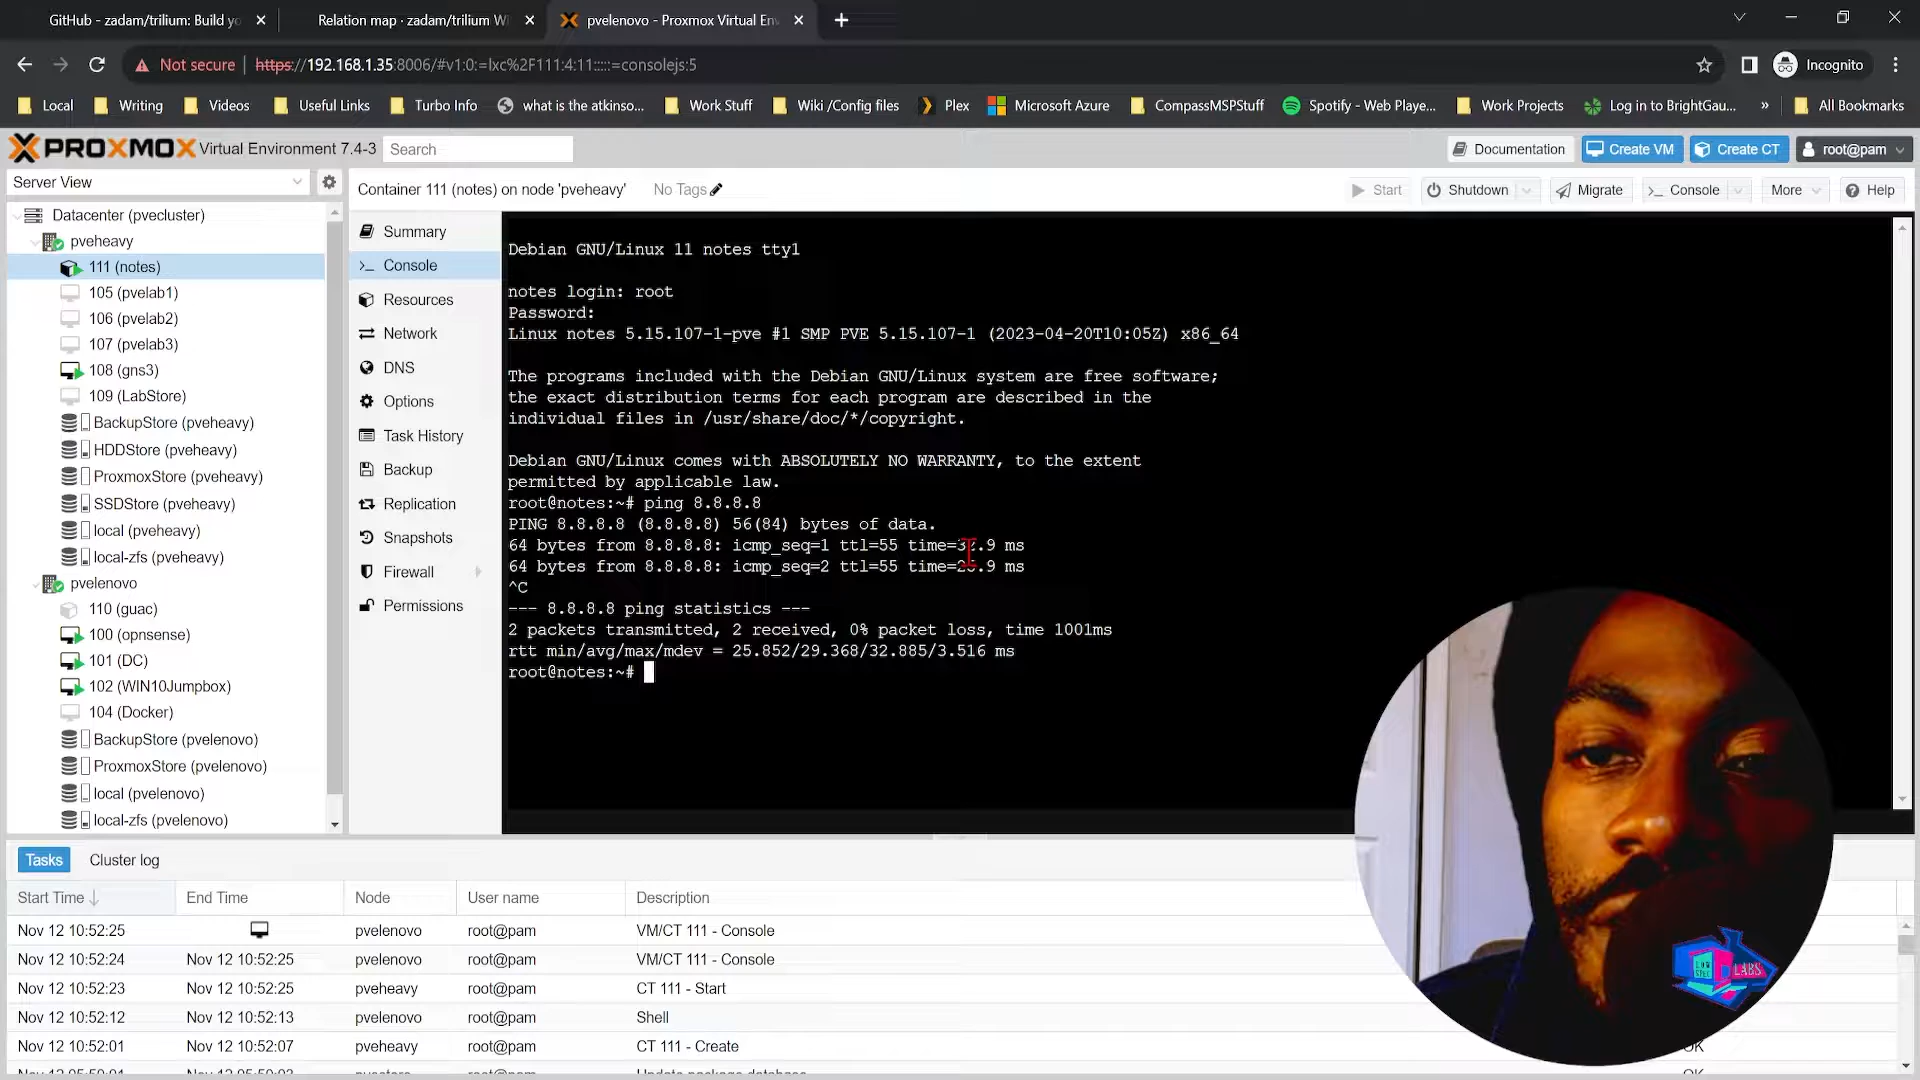 GitHub - zadam/trilium: Build yo
Relation map · zadam/trilium W
pvelenovo - Proxmox Virtual En
Not secure
https://192.168.1.35:8006/#v1:0:=lxc%2F111:4:11:::::=consolejs:5
Incognito
Local
Writing
Videos
Useful Links
Turbo Info
what is the atkinso...
Work Stuff
Wiki /Config files
Plex
Microsoft Azure
CompassMSPStuff
Spotify - Web Playe...
Work Projects
Log in to BrightGau...
»
All Bookmarks
PROXMOX Virtual Environment 7.4-3
Search
Documentation
Create VM
Create CT
root@pam
Server View
Container 111 (notes) on node 'pveheavy'
No Tags
Start
Shutdown
Migrate
Console
More
Help
Datacenter (pvecluster)
pveheavy
111 (notes)
105 (pvelab1)
106 (pvelab2)
107 (pvelab3)
108 (gns3)
109 (LabStore)
BackupStore (pveheavy)
HDDStore (pveheavy)
ProxmoxStore (pveheavy)
SSDStore (pveheavy)
local (pveheavy)
local-zfs (pveheavy)
pvelenovo
110 (guac)
100 (opnsense)
101 (DC)
102 (WIN10Jumpbox)
104 (Docker)
BackupStore (pvelenovo)
ProxmoxStore (pvelenovo)
local (pvelenovo)
local-zfs (pvelenovo)
Summary
Console
Resources
Network
DNS
Options
Task History
Backup
Replication
Snapshots
Firewall
Permissions
Debian GNU/Linux 11 notes tty1
notes login: root
Password:
Linux notes 5.15.107-1-pve #1 SMP PVE 5.15.107-1 (2023-04-20T10:05Z) x86_64
The programs included with the Debian GNU/Linux system are free software;
the exact distribution terms for each program are described in the
individual files in /usr/share/doc/*/copyright.
Debian GNU/Linux comes with ABSOLUTELY NO WARRANTY, to the extent
permitted by applicable law.
root@notes:~# ping 8.8.8.8
PING 8.8.8.8 (8.8.8.8) 56(84) bytes of data.
64 bytes from 8.8.8.8: icmp_seq=1 ttl=55 time=32.9 ms
64 bytes from 8.8.8.8: icmp_seq=2 ttl=55 time=25.9 ms
^C
--- 8.8.8.8 ping statistics ---
2 packets transmitted, 2 received, 0% packet loss, time 1001ms
rtt min/avg/max/mdev = 25.852/29.368/32.885/3.516 ms
root@notes:~#
Tasks
Cluster log
Start Time
End Time
Node
User name
Description
Nov 12 10:52:25 pvelenovo root@pam VM/CT 111 - Console
Nov 12 10:52:24 Nov 12 10:52:25 pvelenovo root@pam VM/CT 111 - Console
Nov 12 10:52:23 Nov 12 10:52:25 pveheavy root@pam CT 111 - Start
Nov 12 10:52:12 Nov 12 10:52:13 pvelenovo root@pam Shell
Nov 12 10:52:01 Nov 12 10:52:07 pveheavy root@pam CT 111 - Create OK
LABS